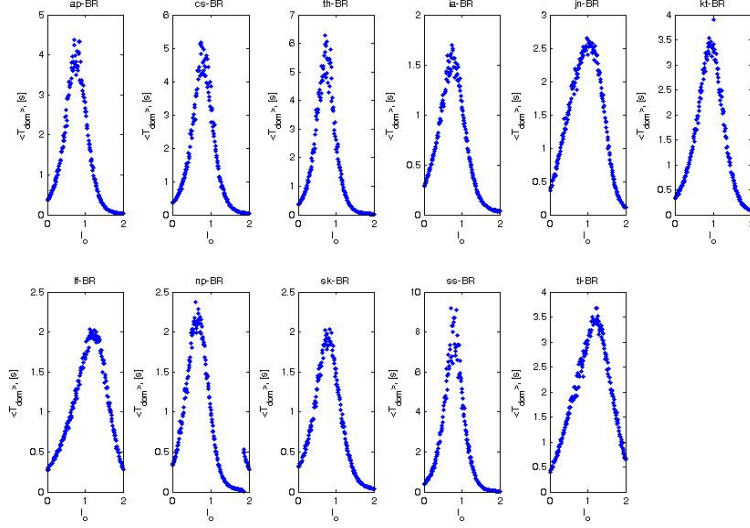 ap-BR cs-BR th-BR ia-BR jn-BR kt-BR
5 6 7 2 3 4
4 5 6 1.5 2.5 3.5
3 4 5 1 2 3
2 3 4 0.5 1.5 2.5
1 2 3 0 1 2
0 1 2 0.5 1.5
0 1 0 1
0 0.5
0
<T_dom>, [s] <T_dom>, [s] <T_dom>, [s] <T_dom>, [s] <T_dom>, [s] <T_dom>, [s]
0 1 2 0 1 2 0 1 2 0 1 2 0 1 2 0 1 2
I_o I_o I_o I_o I_o I_o
np-BR sk-BR ss-BR
2.5 2.5 2.5 10 4
2 2 2 8 3.5
1.5 1.5 1.5 6 3
1 1 1 4 2.5
0.5 0.5 0.5 2 2
0 0 0 0 1.5
1
0.5
0
<T_dom>, [s] <T_dom>, [s] <T_dom>, [s] <T_dom>, [s] <T_dom>, [s]
0 1 2 0 1 2 0 1 2 0 1 2 0 1 2
I_o I_o I_o I_o I_o